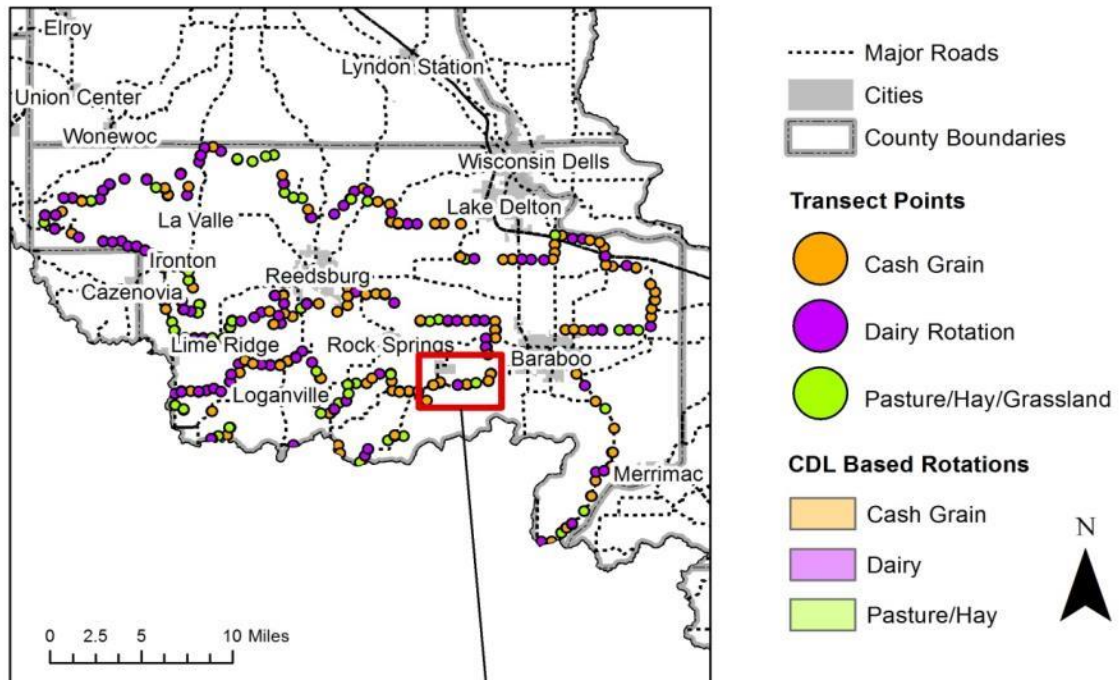 Elroy
Lyndon Station
Union Center
Wonewoc
Wisconsin Dells
La Valle
Lake Delton
Ironton
Reedsburg
Cazenovia
Lime Ridge
Rock Springs
Baraboo
Loganville
Merrimac
0 2.5 5 10 Miles
Major Roads
Cities
County Boundaries
Transect Points
Cash Grain
Dairy Rotation
Pasture/Hay/Grassland
CDL Based Rotations
Cash Grain
Dairy
Pasture/Hay
N